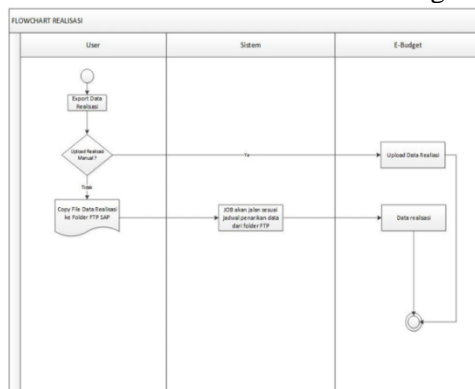 FLOWCHART REALISASI
User
Sistem
E-Budget
Export Data
Realisasi
Upload Realisasi
Manual?
Ya
Upload Data Realisasi
Tidak
Copy File Data Realisasi
ke Folder FTP SAP
JOB akan jalan sesuai
jadwal penarikan data
dari folder FTP
Data realisasi